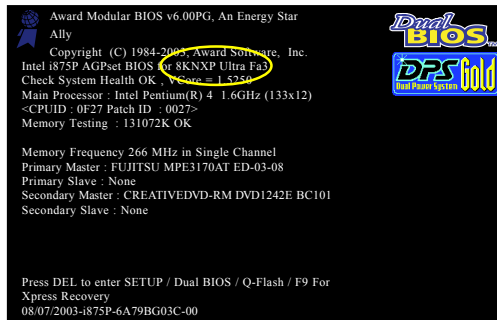 Award Modular BIOS v6.00PG, An Energy Star
Ally
Copyright (C) 1984-2003, Award Software, Inc.
Intel i875P AGPset BIOS for 8KNXP Ultra Fa3
Check System Health OK , VCore = 1.5250
Main Processor : Intel Pentium(R) 4 1.6GHz (133x12)
<CPUID : 0F27 Patch ID : 0027>
Memory Testing : 131072K OK
Memory Frequency 266 MHz in Single Channel
Primary Master : FUJITSU MPE3170AT ED-03-08
Primary Slave : None
Secondary Master : CREATIVEDVD-RM DVD1242E BC101
Secondary Slave : None
Press DEL to enter SETUP / Dual BIOS / Q-Flash / F9 For
Xpress Recovery
08/07/2003-i875P-6A79BG03C-00
Dual
BIOS
DPS Gold
Dual Power System